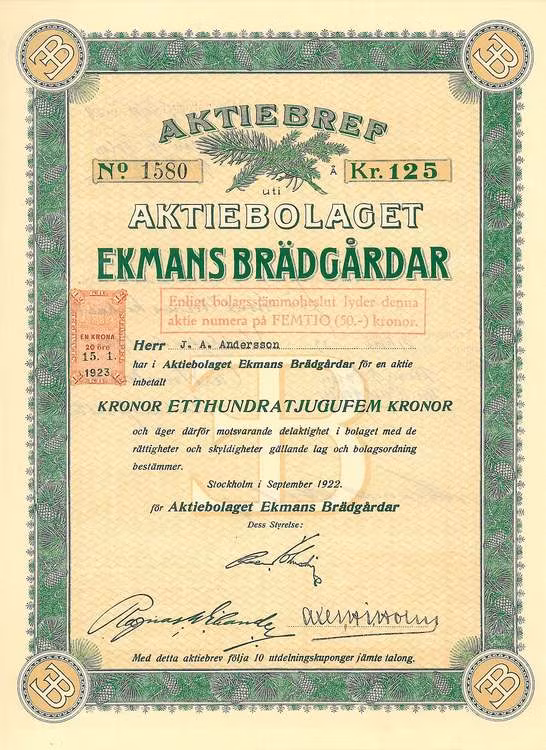 AKTIEBREF
Nº 1580
À Kr. 125
uti
AKTIEBOLAGET
EKMANS BRÄDGÅRDAR
Enligt bolagsstämmobeslut lyder denna
aktie numera på FEMTIO (50.-) kronor.
EN KRONA
20 öre
15. 1.
1923
Herr J. A. Andersson
har i Aktiebolaget Ekmans Brädgårdar för en aktie
inbetalt
KRONOR ETTHUNDRATJUGUFEM KRONOR
och äger därför motsvarande delaktighet i bolaget med de
rättigheter och skyldigheter gällande lag och bolagsordning
bestämmer.
Stockholm i September 1922.
för Aktiebolaget Ekmans Brädgårdar
Dess Styrelse:
Med detta aktiebrev följa 10 utdelningskuponger jämte talong.